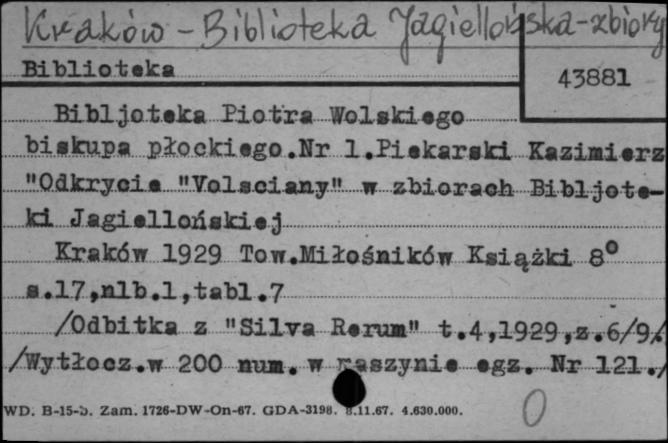 Kraków - Biblioteka Jagiellońska - zbiory
Biblioteka
43881
Bibljoteka Piotra Wolskiego
biskupa płockiego.Nr 1.Piekarski Kazimierz
"Odkrycie "Volsciany" w zbiorach Bibljote-
ki Jagiellońskiej
Kraków 1929 Tow.Miłośników Książki 8°
s.17,nlb.1,tabl.7
/Odbitka z "Silva Rerum" t.4,1929,z.6/9/.
/Wytłocz.w 200 num. w naszynie egz. Nr 121./
WD. B-15-b. Zam. 1726-DW-On-67. GDA-3198. 8.11.67. 4.630.000.
0